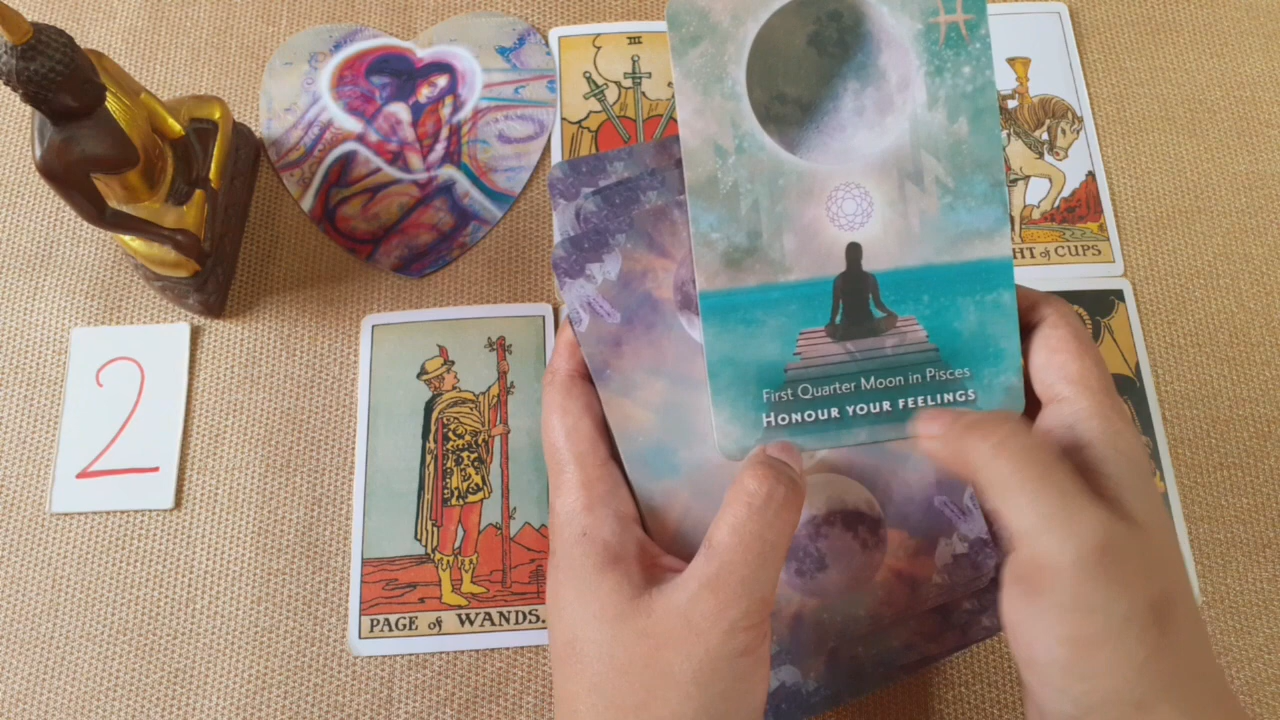 2
III
HT of CUPS
First Quarter Moon in Pisces
HONOUR YOUR FEELINGS
PAGE of WANDS.